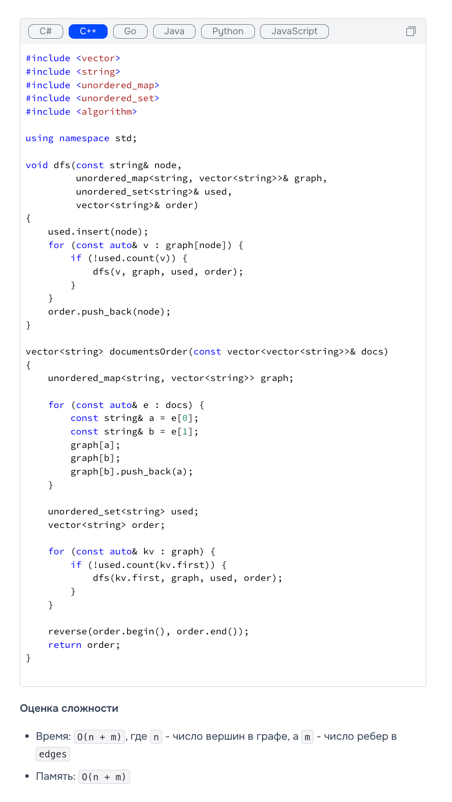 C# C++ Go Java Python JavaScript
#include <vector>
#include <string>
#include <unordered_map>
#include <unordered_set>
#include <algorithm>
using namespace std;
void dfs(const string& node,
unordered_map<string, vector<string>>& graph,
unordered_set<string>& used,
vector<string>& order)
{
used.insert(node);
for (const auto& v : graph[node]) {
if (!used.count(v)) {
dfs(v, graph, used, order);
}
}
order.push_back(node);
}
vector<string> documentsOrder(const vector<vector<string>>& docs)
{
unordered_map<string, vector<string>> graph;
for (const auto& e : docs) {
const string& a = e[0];
const string& b = e[1];
graph[a];
graph[b];
graph[b].push_back(a);
}
unordered_set<string> used;
vector<string> order;
for (const auto& kv : graph) {
if (!used.count(kv.first)) {
dfs(kv.first, graph, used, order);
}
}
reverse(order.begin(), order.end());
return order;
}
Оценка сложности
• Время: O(n + m), где n - число вершин в графе, а m - число ребер в
edges
• Память: O(n + m)